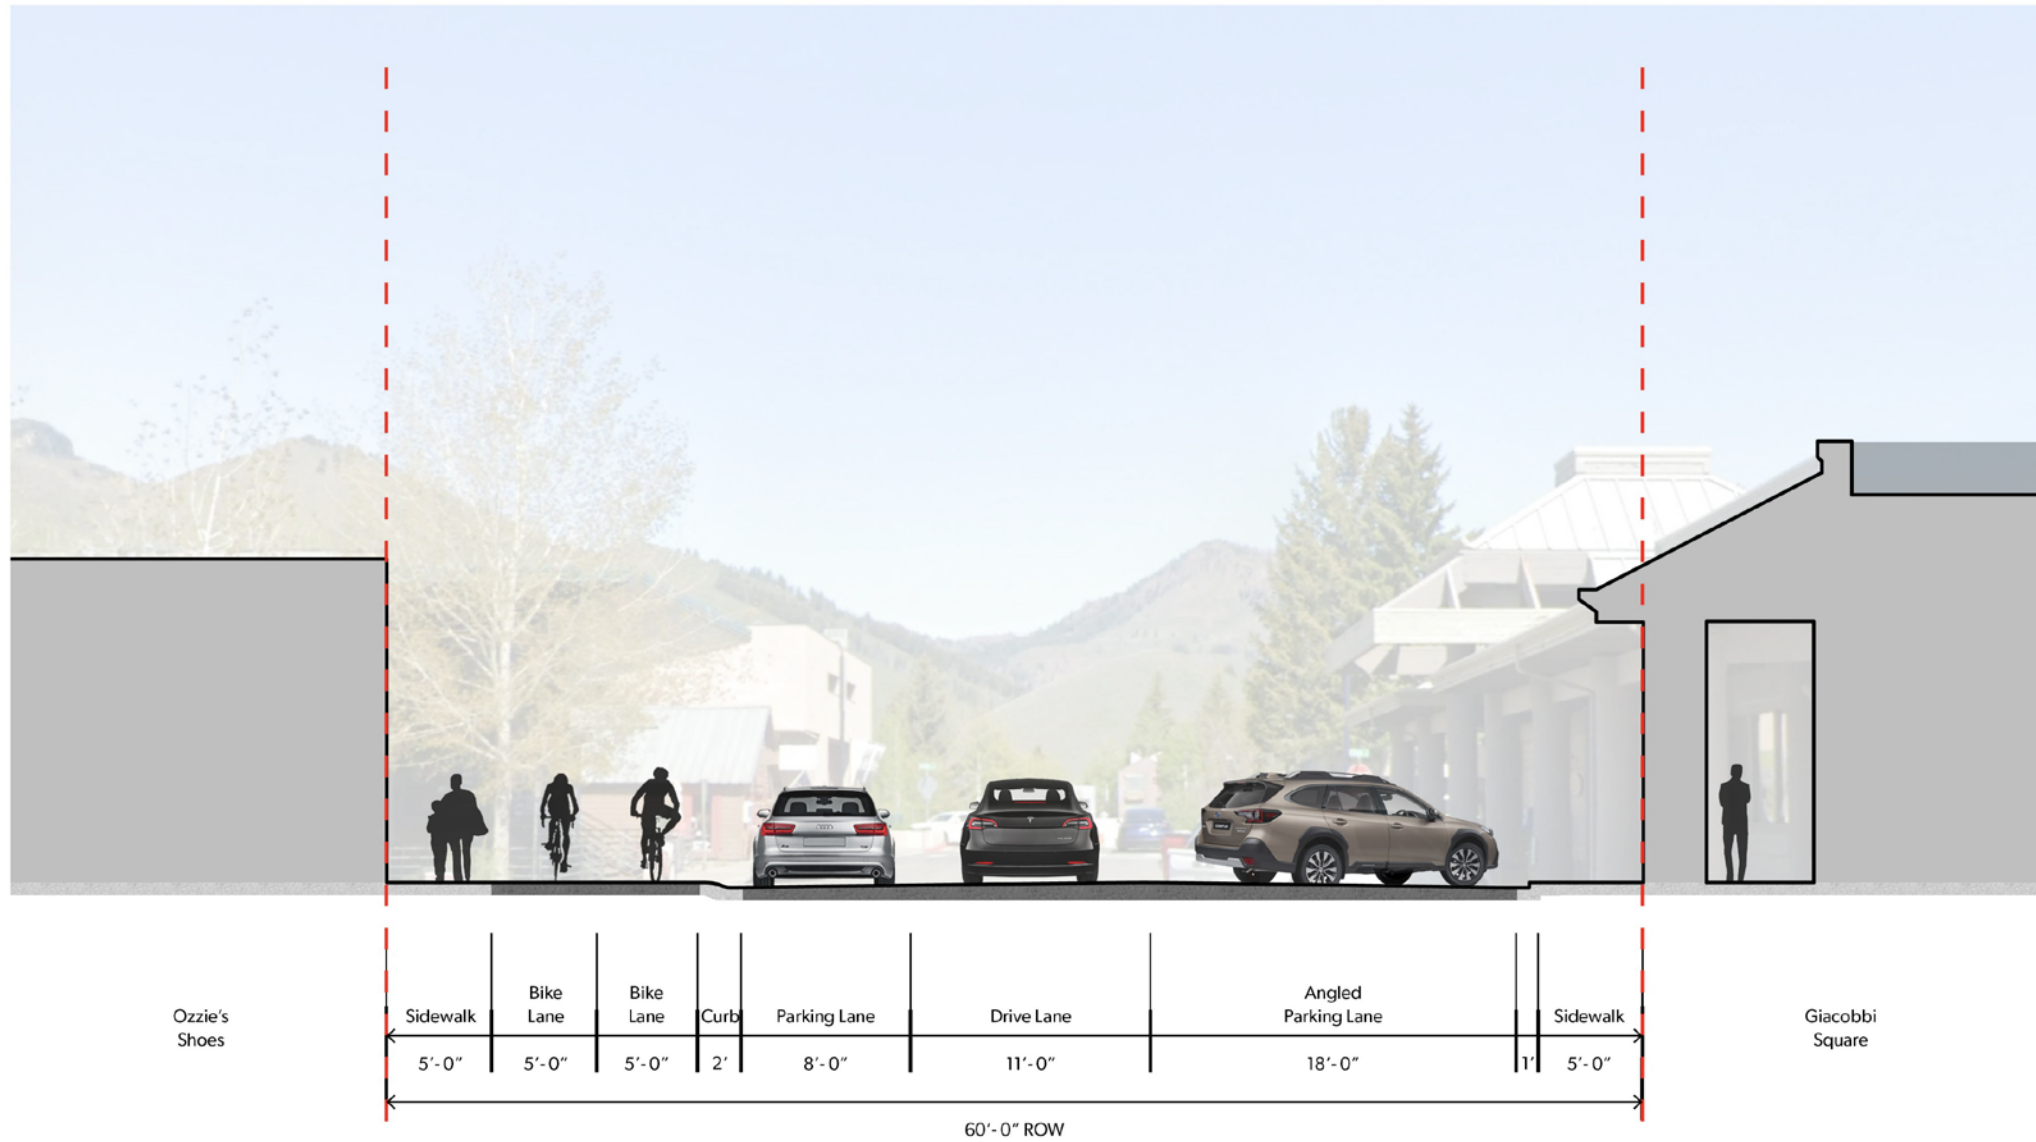 Ozzie's
Shoes
Sidewalk
5'-0"
Bike
Lane
5'-0"
Bike
Lane
5'-0"
Curb
2'
Parking Lane
8'-0"
Drive Lane
11'-0"
Angled
Parking Lane
18'-0"
1'
Sidewalk
5'-0"
Giacobbi
Square
60'-0" ROW